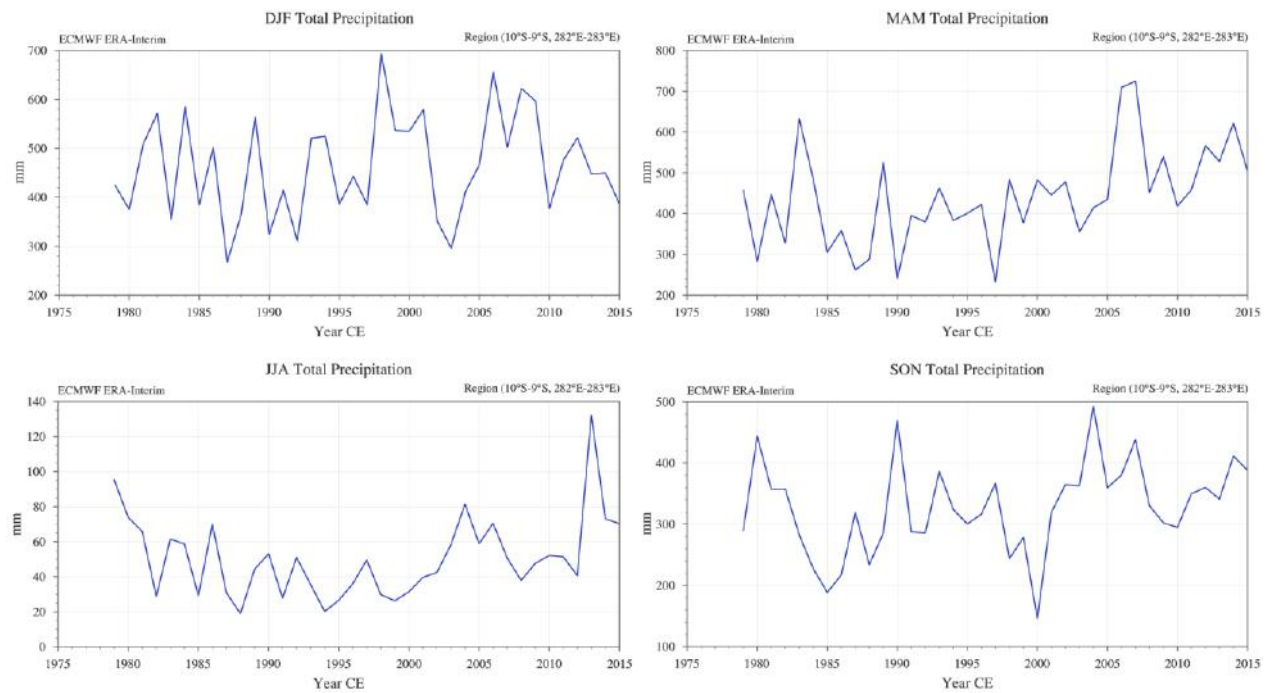 DJF Total Precipitation
ECMWF ERA-Interim
Region (10°S-9°S, 282°E-283°E)
700
600
500
400
300
200
mm
1975 1980 1985 1990 1995 2000 2005 2010 2015
Year CE
MAM Total Precipitation
ECMWF ERA-Interim
Region (10°S-9°S, 282°E-283°E)
800
700
600
500
400
300
200
mm
1975 1980 1985 1990 1995 2000 2005 2010 2015
Year CE
JJA Total Precipitation
ECMWF ERA-Interim
Region (10°S-9°S, 282°E-283°E)
140
120
100
80
60
40
20
0
mm
1975 1980 1985 1990 1995 2000 2005 2010 2015
Year CE
SON Total Precipitation
ECMWF ERA-Interim
Region (10°S-9°S, 282°E-283°E)
500
400
300
200
100
mm
1975 1980 1985 1990 1995 2000 2005 2010 2015
Year CE